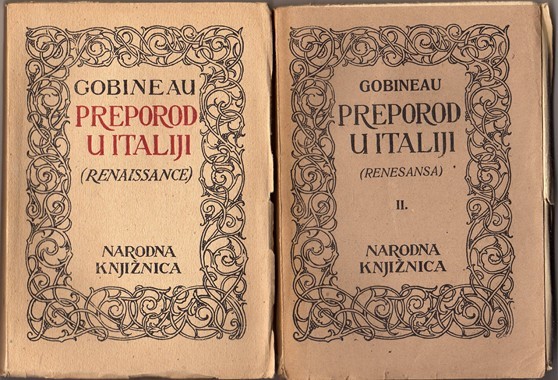 GOBINEAU
PREPOROD
U ITALIJI
(RENAISSANCE)
NARODNA
KNJIŽNICA
GOBINEAU
PREPOROD
U ITALIJI
(RENESANSA)
II.
NARODNA
KNJIŽNICA